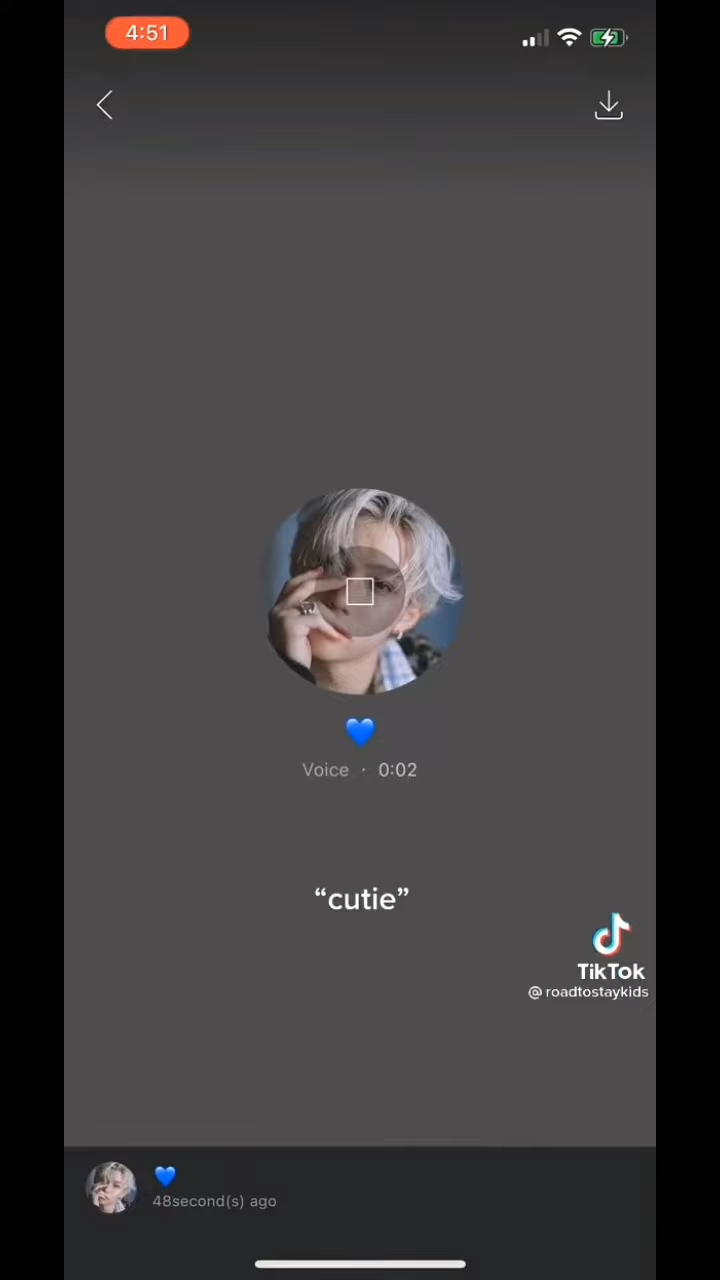 4:51
💙
Voice · 0:02
“cutie”
TikTok
@ roadtostaykids
💙
48second(s) ago